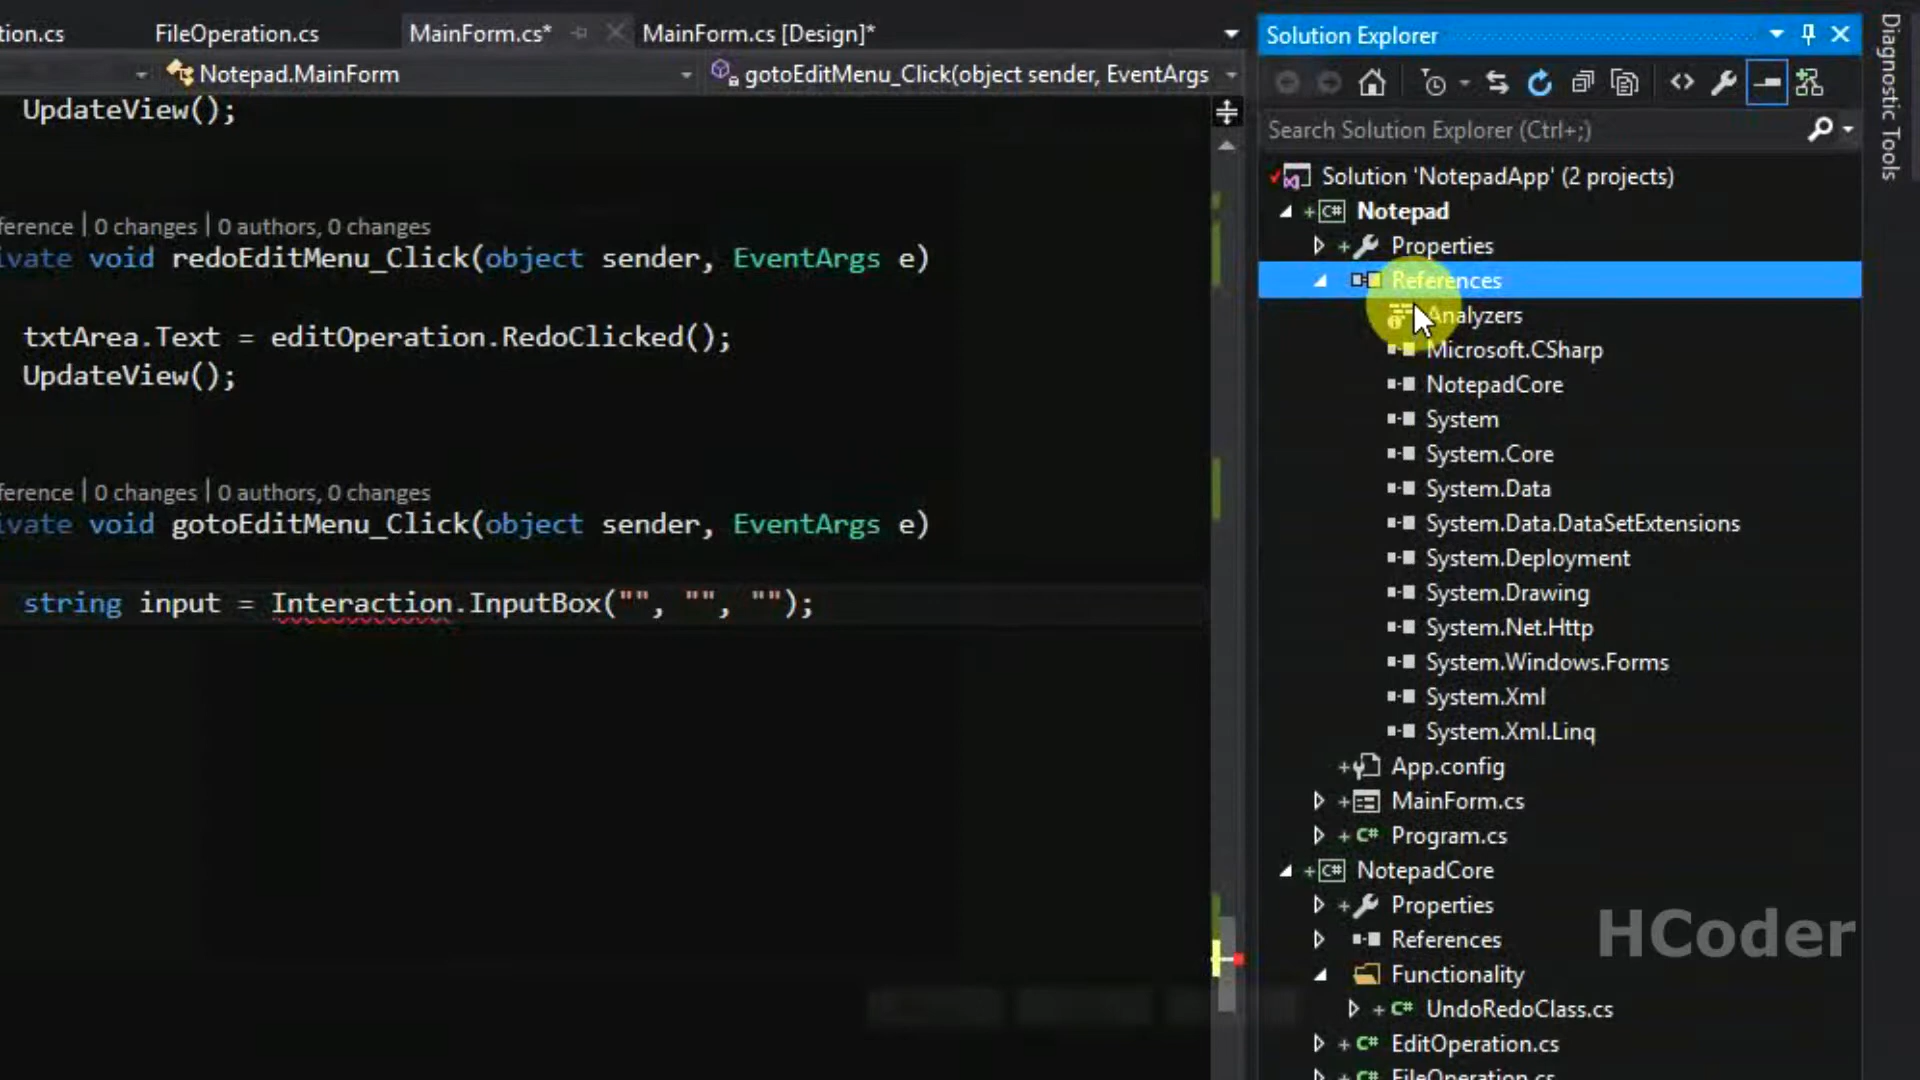 tion.cs FileOperation.cs MainForm.cs* MainForm.cs [Design]*
Notepad.MainForm gotoEditMenu_Click(object sender, EventArgs
UpdateView();
ference | 0 changes | 0 authors, 0 changes
ivate void redoEditMenu_Click(object sender, EventArgs e)
txtArea.Text = editOperation.RedoClicked();
UpdateView();
ference | 0 changes | 0 authors, 0 changes
ivate void gotoEditMenu_Click(object sender, EventArgs e)
string input = Interaction.InputBox("", "", "");
Solution Explorer
Search Solution Explorer (Ctrl+;)
Solution 'NotepadApp' (2 projects)
Notepad
Properties
References
Analyzers
Microsoft.CSharp
NotepadCore
System
System.Core
System.Data
System.Data.DataSetExtensions
System.Deployment
System.Drawing
System.Net.Http
System.Windows.Forms
System.Xml
System.Xml.Linq
App.config
MainForm.cs
Program.cs
NotepadCore
Properties
References
Functionality
UndoRedoClass.cs
EditOperation.cs
FileOperation.cs
HCoder
Diagnostic Tools